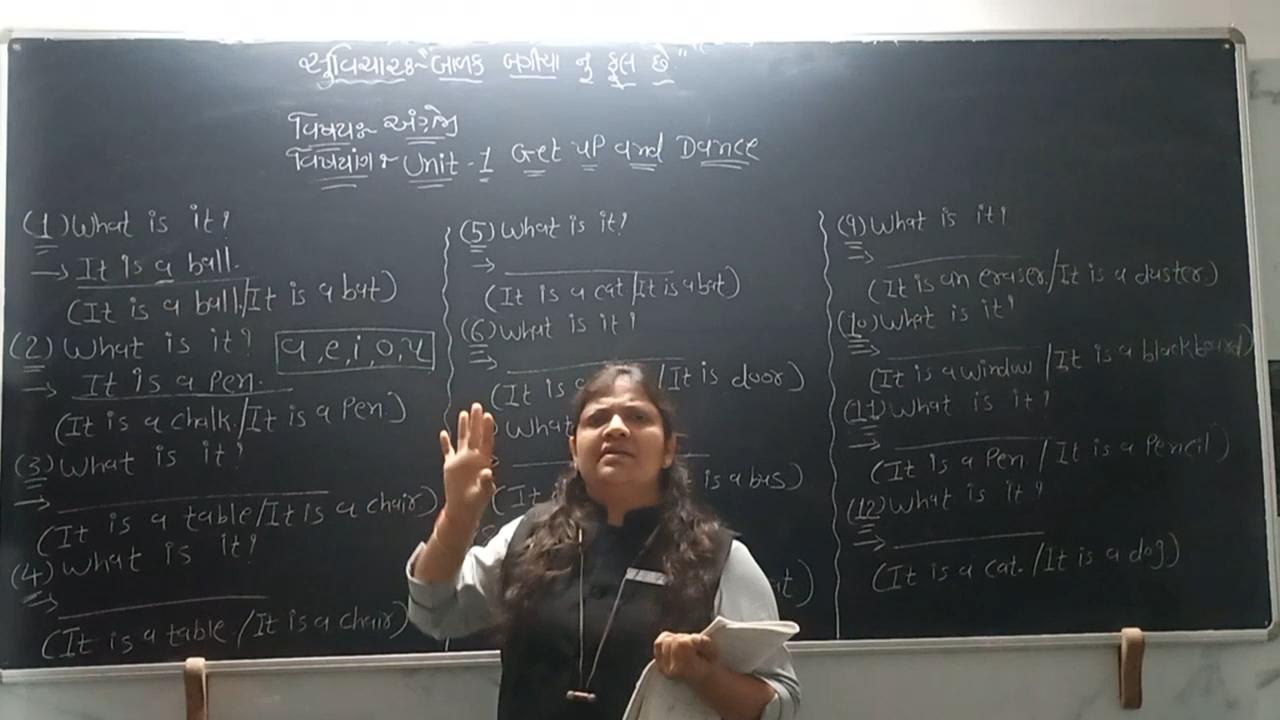 સુવિચારઃ- "બાળક બગીચા નુ ફૂલ છે."
વિષયઃ- અંગ્રેજી
વિષયાંગઃ- Unit-1 Get up and Dance
(1) What is it?
→ It is a ball.
(It is a ball./It is a bat)
(2) What is it?
a, e, i, o, u
→ It is a Pen.
(It is a chalk./It is a Pen.)
(3) What is it?
→
(It is a table/It is a chair)
(4) What is it?
→
(It is a table./It is a chair)
(5) What is it?
→
(It is a cat/It is a bat)
(6) What is it?
→
(It is a /It is door)
What
(It is a bus)
at)
(9) What is it?
→
(It is an eraser./It is a duster.)
(10) What is it?
→
(It is a window/It is a blackboard)
(11) What is it?
→
(It is a Pen./It is a Pencil)
(12) What is it?
→
(It is a cat./It is a dog)